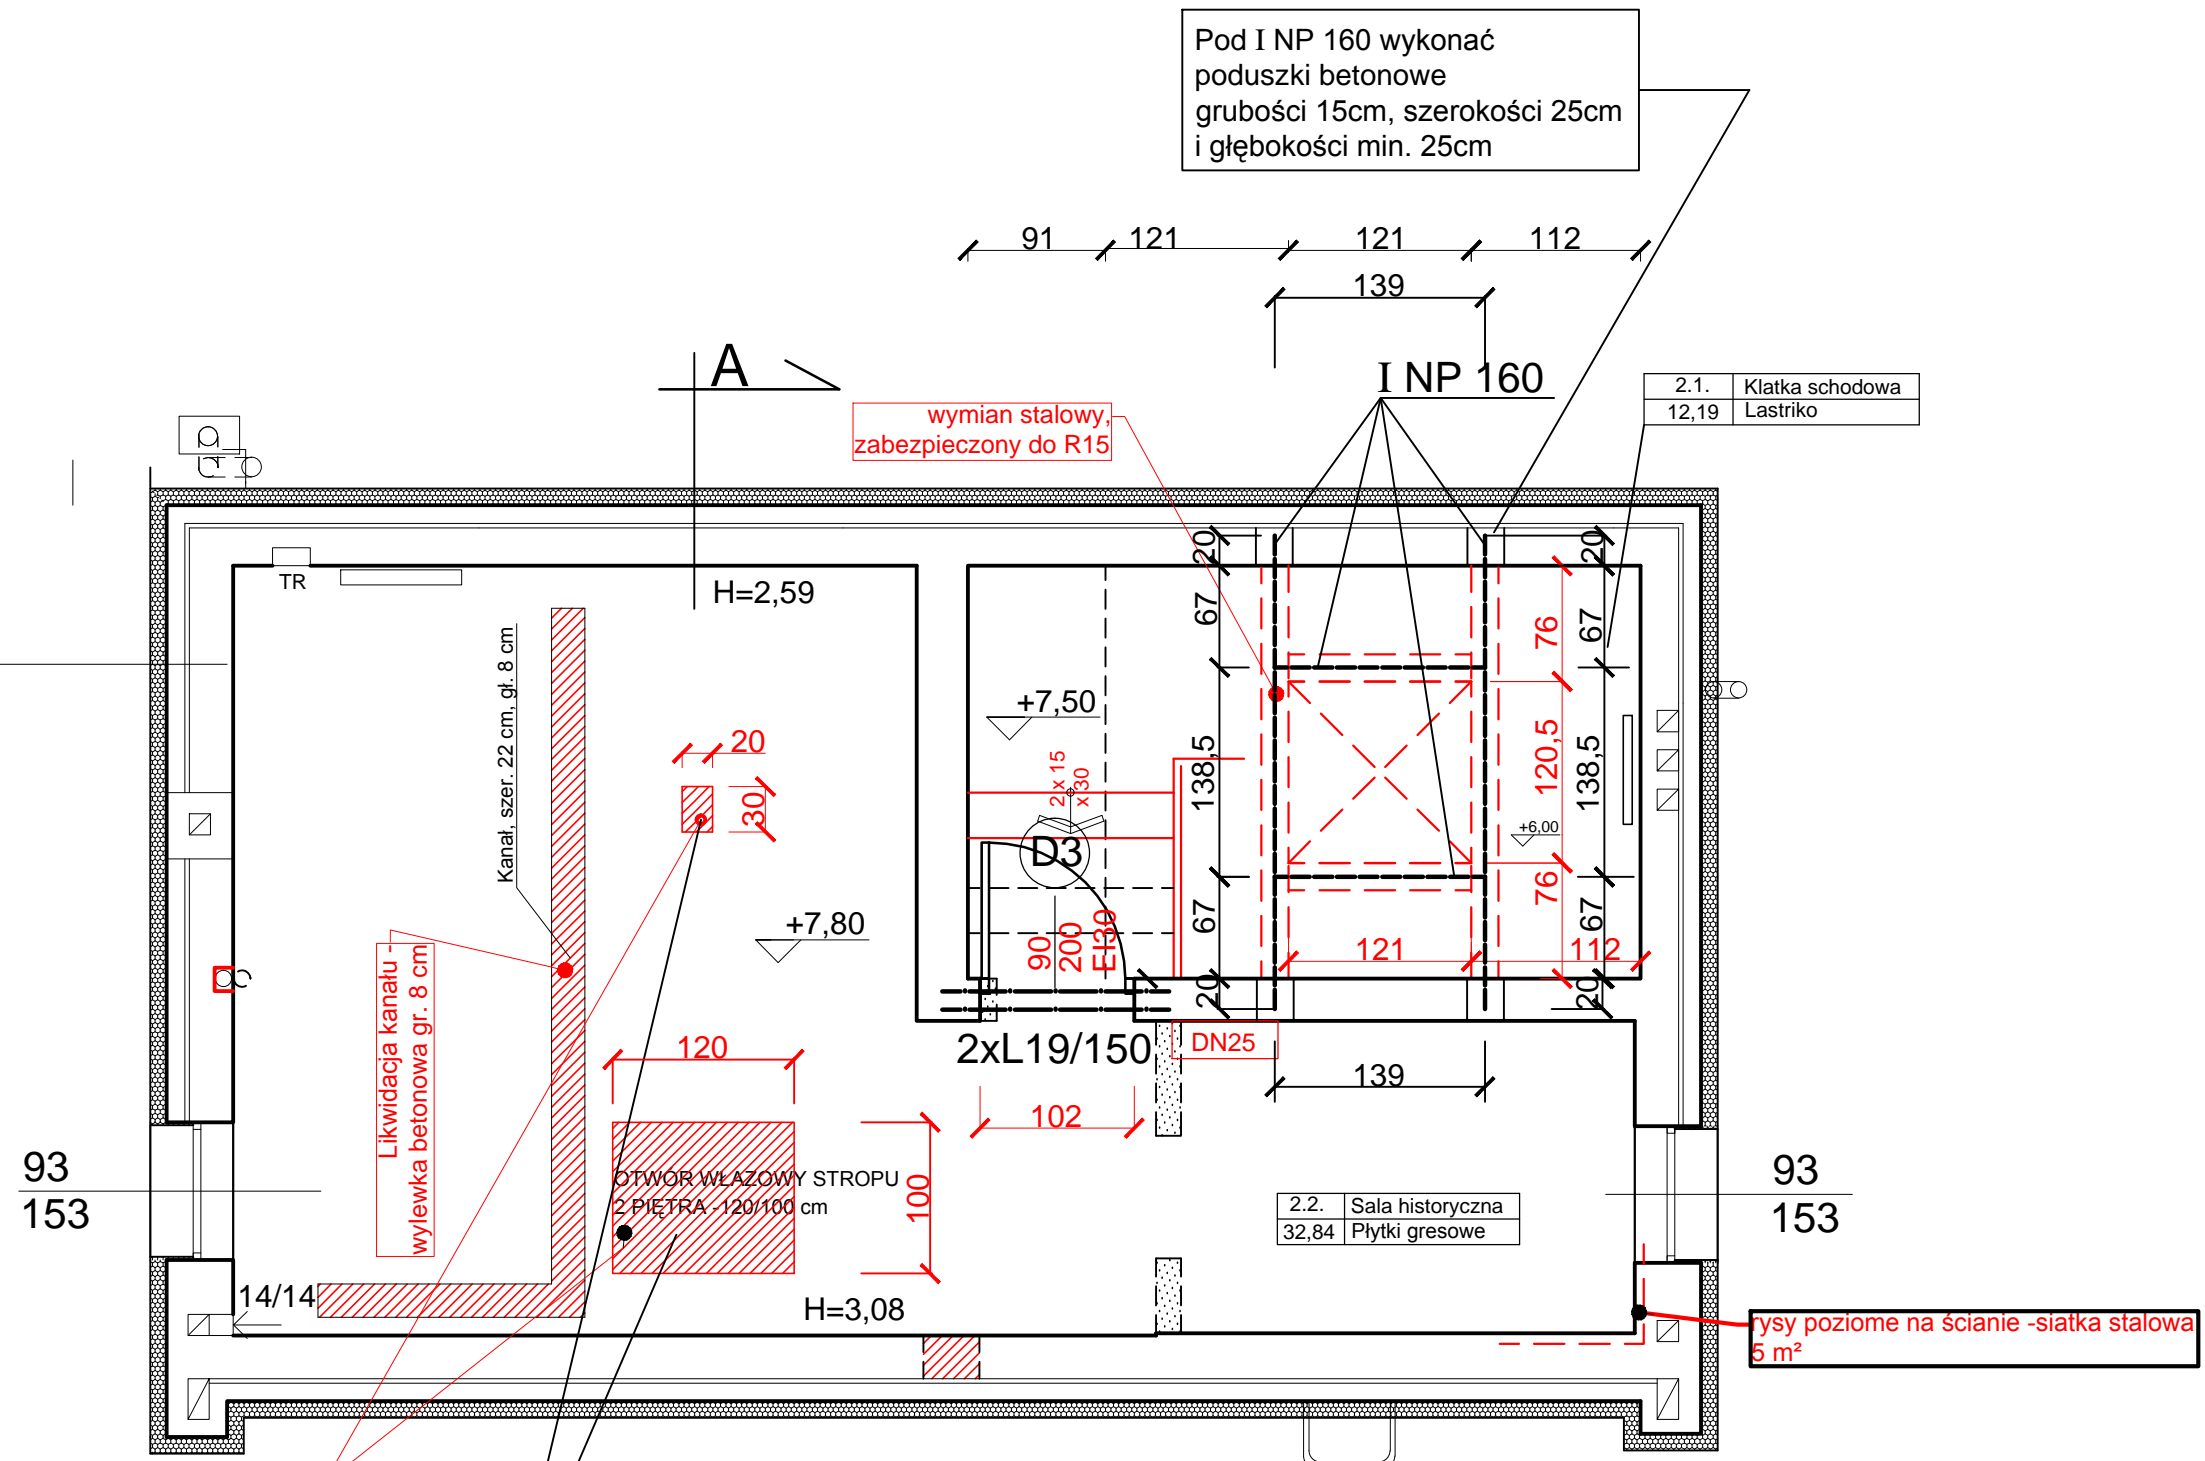 Pod I NP 160 wykonać
poduszki betonowe
grubości 15cm, szerokości 25cm
i głębokości min. 25cm
91
121
121
112
139
A
I NP 160
2.1. Klatka schodowa
12,19 Lastriko
wymian stalowy,
zabezpieczony do R15
TR
H=2,59
20
20
67
76
67
Kanał, szer. 22 cm, gł. 8 cm
+7,50
20
30
2 x 15
x 30
138,5
120,5
138,5
+6,00
D3
+7,80
90
200
EI30
67
76
67
121
112
20
20
Likwidacja kanału -
wylewka betonowa gr. 8 cm
120
2xL19/150
DN25
139
102
93
153
OTWÓR WŁAZOWY STROPU
2 PIĘTRA - 120/100 cm
100
2.2. Sala historyczna
32,84 Płytki gresowe
93
153
14/14
H=3,08
rysy poziome na ścianie -siatka stalowa
5 m²